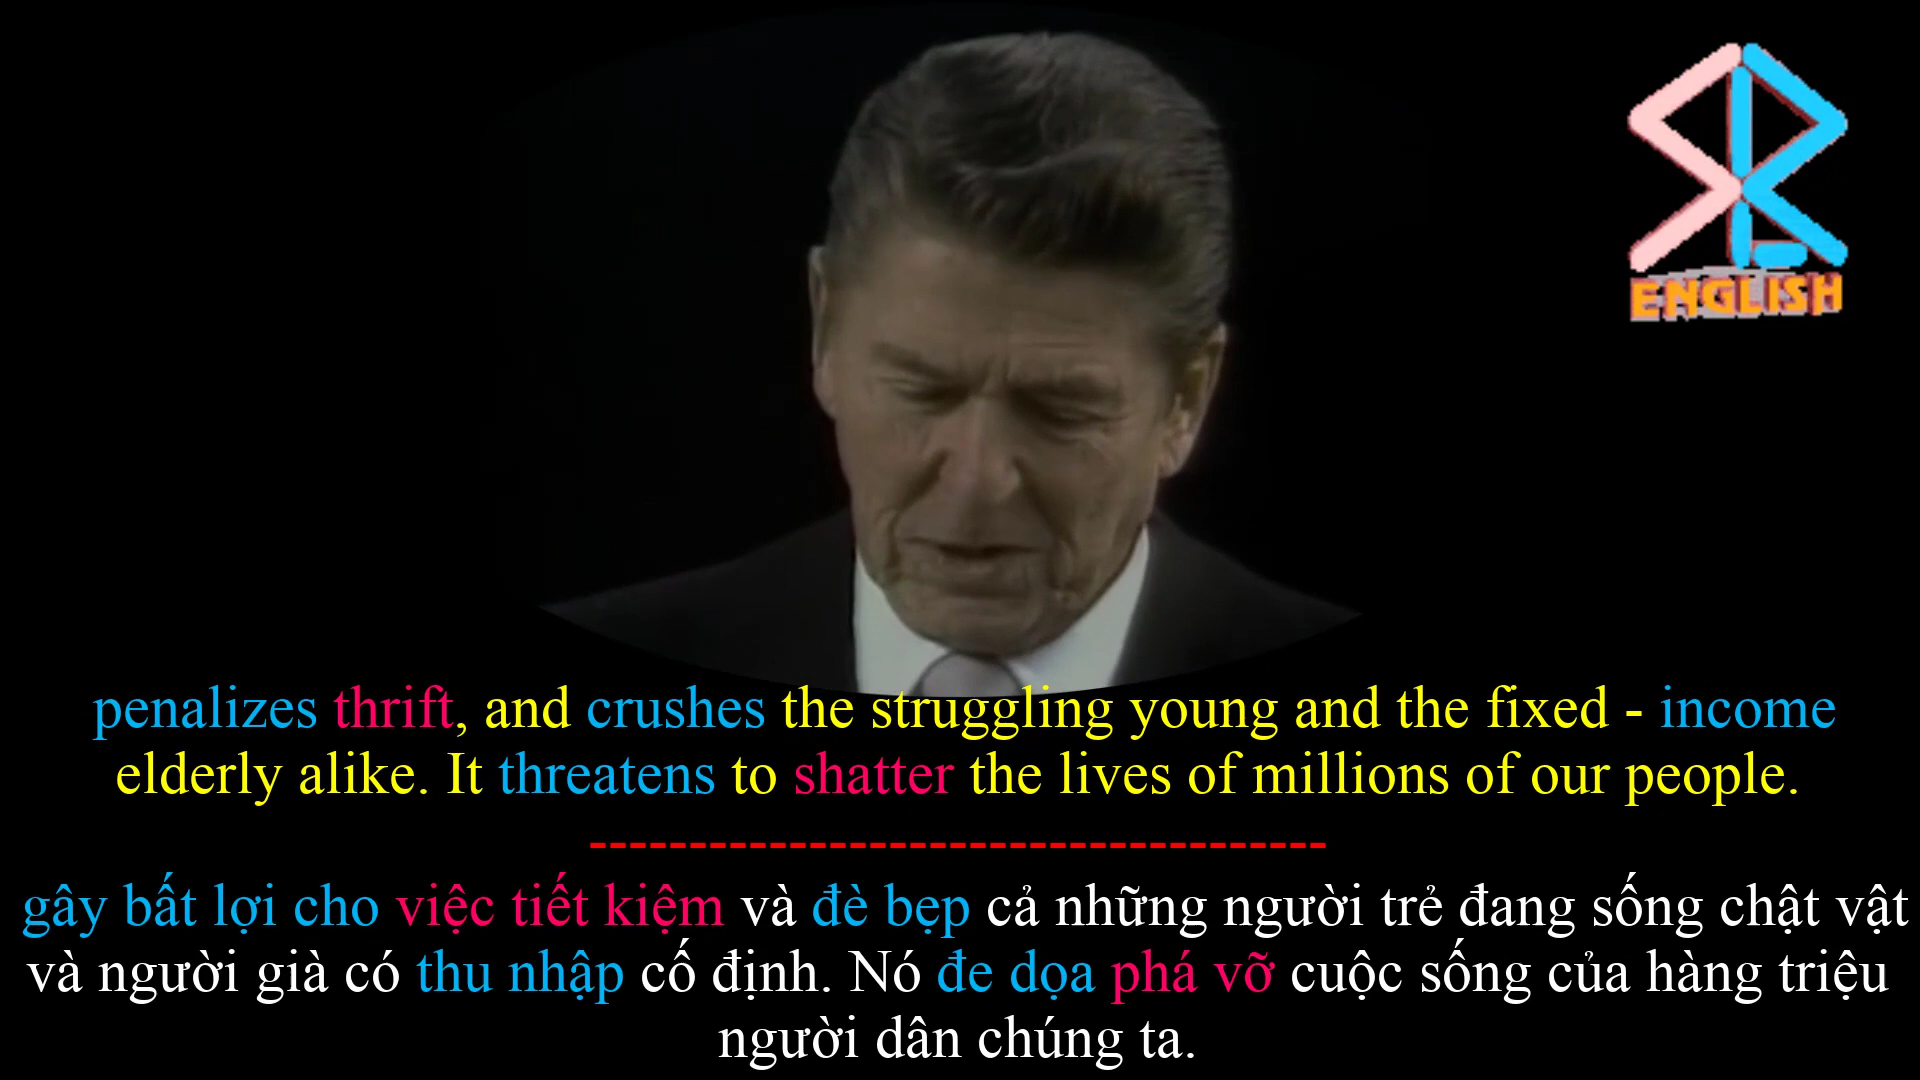 ENGLISH
penalizes thrift, and crushes the struggling young and the fixed - income
elderly alike. It threatens to shatter the lives of millions of our people.
-------------------------------------
gây bất lợi cho việc tiết kiệm và đè bẹp cả những người trẻ đang sống chật vật
và người già có thu nhập cố định. Nó đe dọa phá vỡ cuộc sống của hàng triệu
người dân chúng ta.